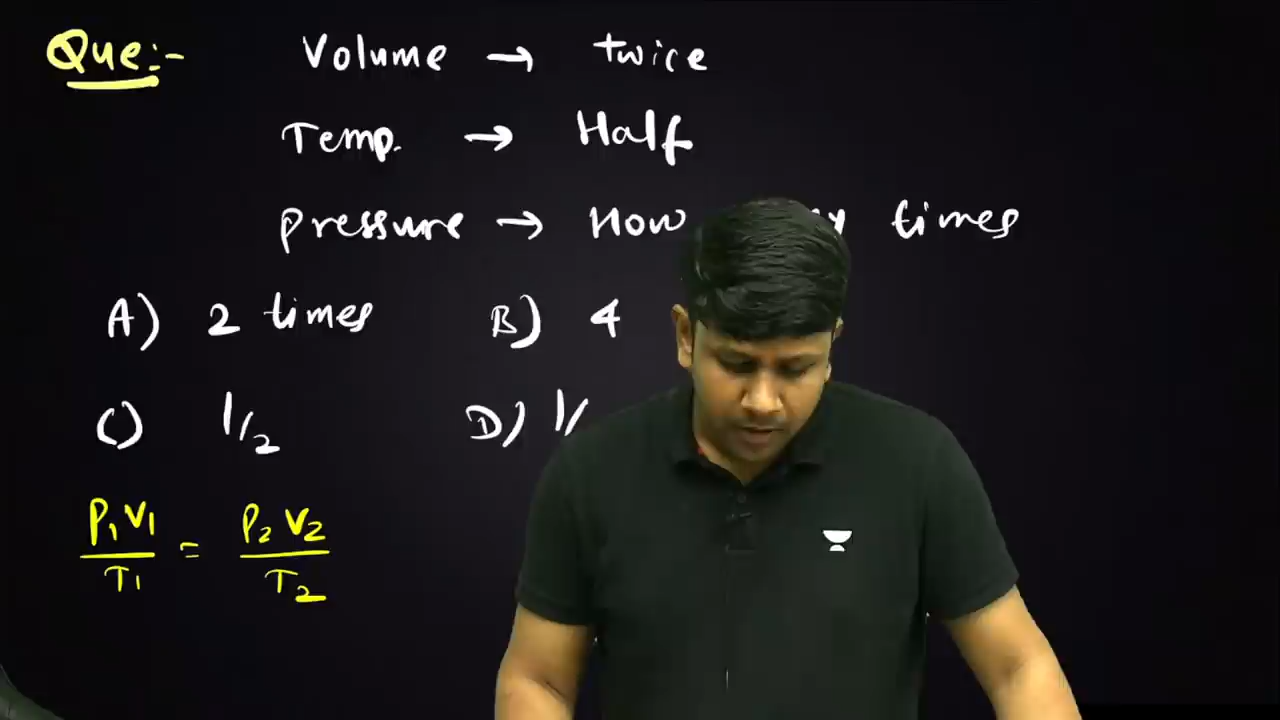 Que:-
Volume → twice
Temp. → Half
pressure → How times
A) 2 times B) 4
C) 1/2 D) 1/
P₁V₁/T₁ = P₂V₂/T₂